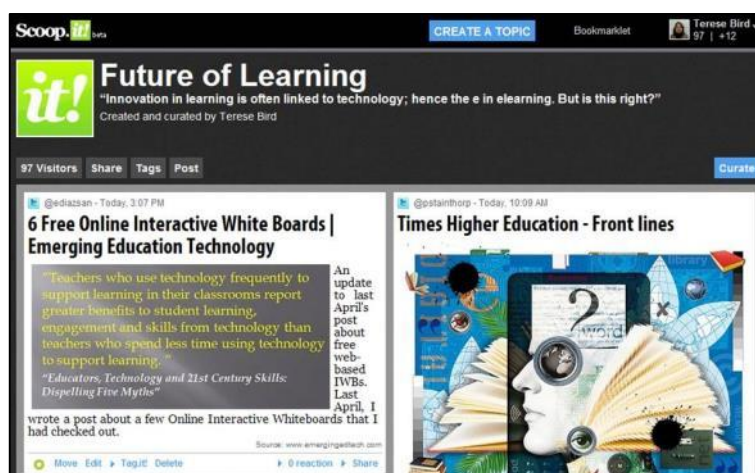 Scoop.it! beta
CREATE A TOPIC
Bookmarklet
Terese Bird
97 | +12
it!
Future of Learning
“Innovation in learning is often linked to technology; hence the e in elearning. But is this right?”
Created and curated by Terese Bird
97 Visitors Share Tags Post
Curate
@ediazsan - Today, 3:07 PM
6 Free Online Interactive White Boards |
Emerging Education Technology
"Teachers who use technology frequently to
support learning in their classrooms report
greater benefits to student learning,
engagement and skills from technology than
teachers who spend less time using technology
to support learning. "
"Educators, Technology and 21st Century Skills:
Dispelling Five Myths"
An
update
to last
April's
post
about
free
web-
based
IWBs.
Last
April, I
wrote a post about a few Online Interactive Whiteboards that I
had checked out.
Source: www.emergingedtech.com
Move Edit Tag.it! Delete
0 reaction Share
@pstainthorp - Today, 10:09 AM
Times Higher Education - Front lines
library
?
word
e